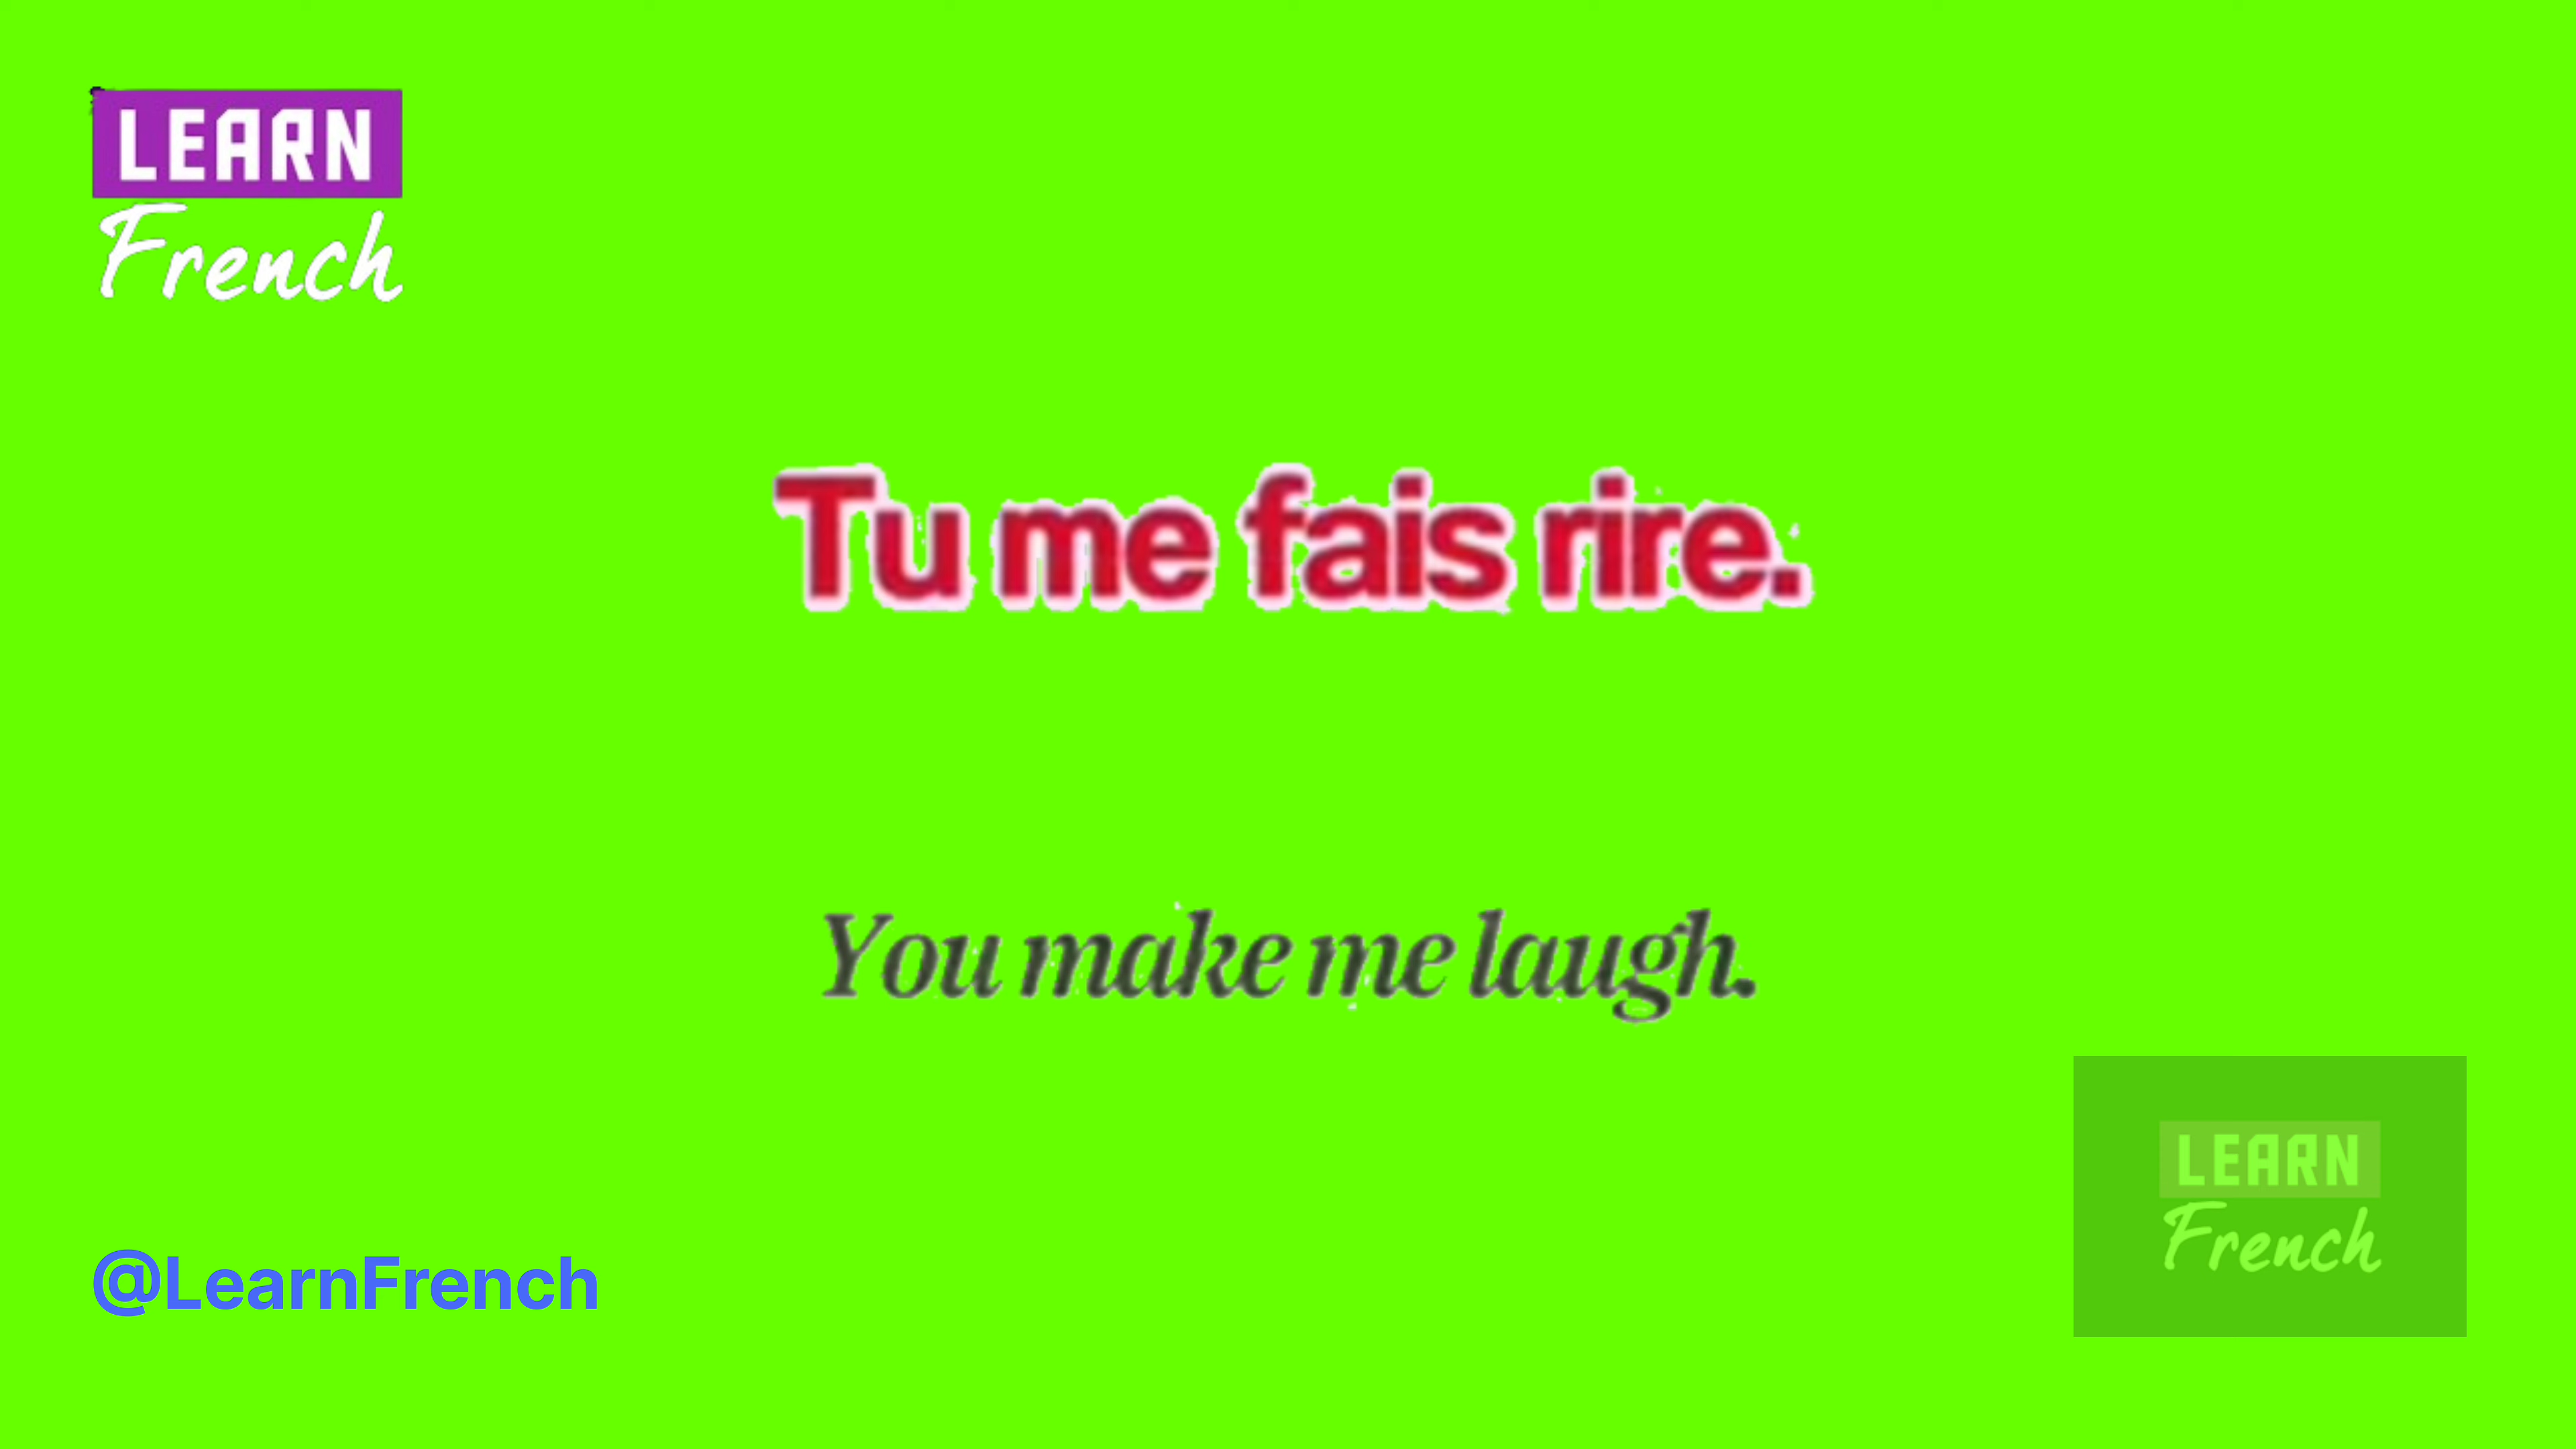 LEARN
French
Tu me fais rire.
You make me laugh.
LEARN
French
@LearnFrench